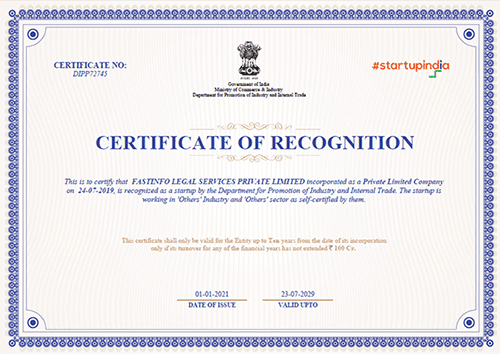 CERTIFICATE NO:
DIPP72745
#startupindia
Government of India
Ministry of Commerce & Industry
Department for Promotion of Industry and Internal Trade
CERTIFICATE OF RECOGNITION
This is to certify that FASTINFO LEGAL SERVICES PRIVATE LIMITED incorporated as a Private Limited Company
on 24-07-2019, is recognized as a startup by the Department for Promotion of Industry and Internal Trade. The startup is
working in 'Others' Industry and 'Others' sector as self-certified by them.
This certificate shall only be valid for the Entity up to Ten years from the date of its incorporation
only if its turnover for any of the financial years has not extended ₹ 100 Cr.
01-01-2021
23-07-2029
DATE OF ISSUE
VALID UPTO